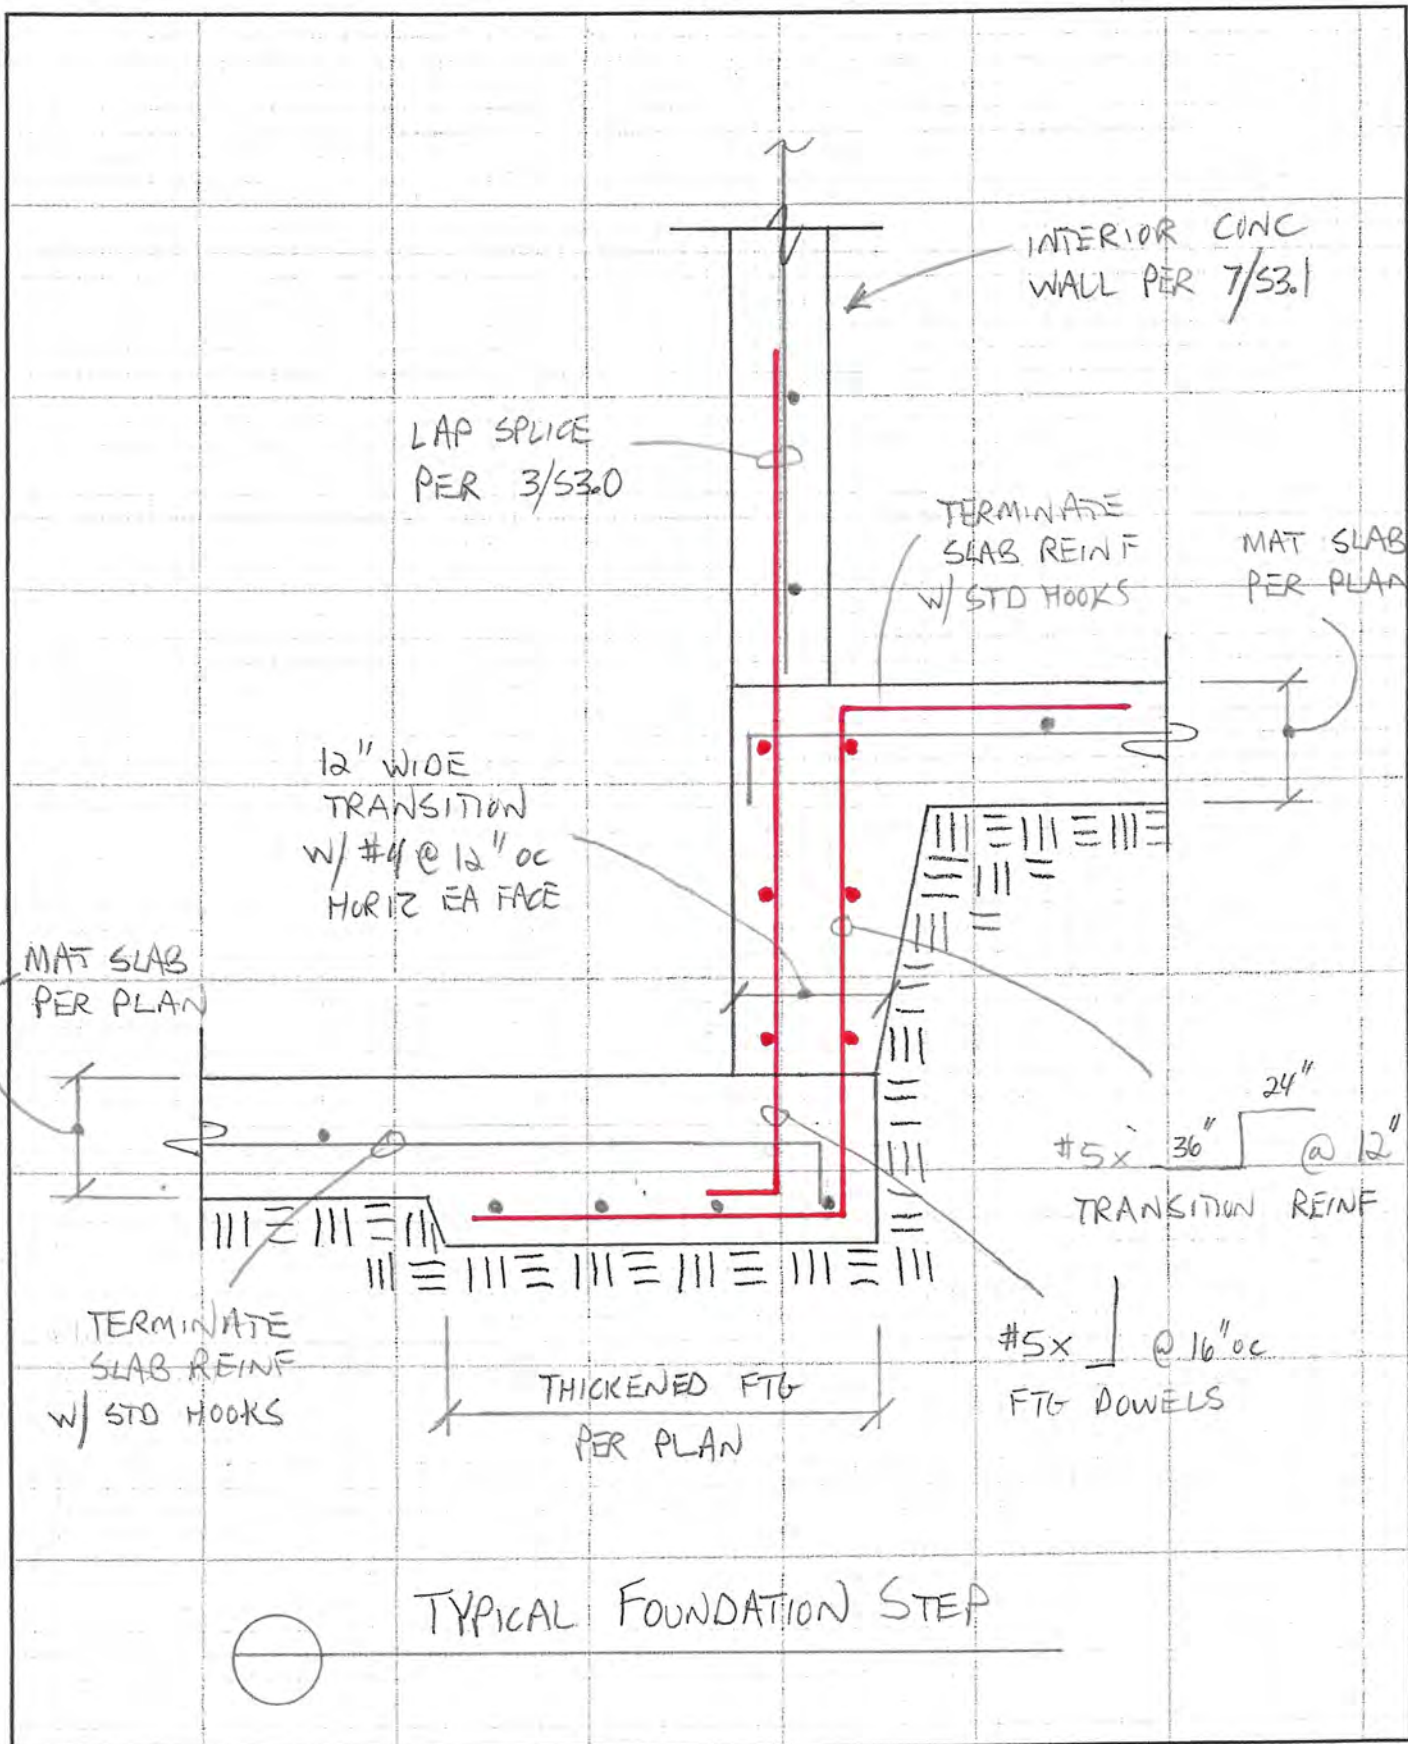 INTERIOR CONC
WALL PER 7/S3.1
LAP SPLICE
PER 3/S3.0
TERMINATE
SLAB REINF
W/ STD HOOKS
MAT SLAB
PER PLAN
12" WIDE
TRANSITION
W/ #4 @ 12" OC
HORIZ EA FACE
MAT SLAB
PER PLAN
24"
#5x 36" @ 12"
TRANSITION REINF
TERMINATE
SLAB REINF
W/ STD HOOKS
#5x @ 16" oc
FTG DOWELS
THICKENED FTG
PER PLAN
TYPICAL FOUNDATION STEP